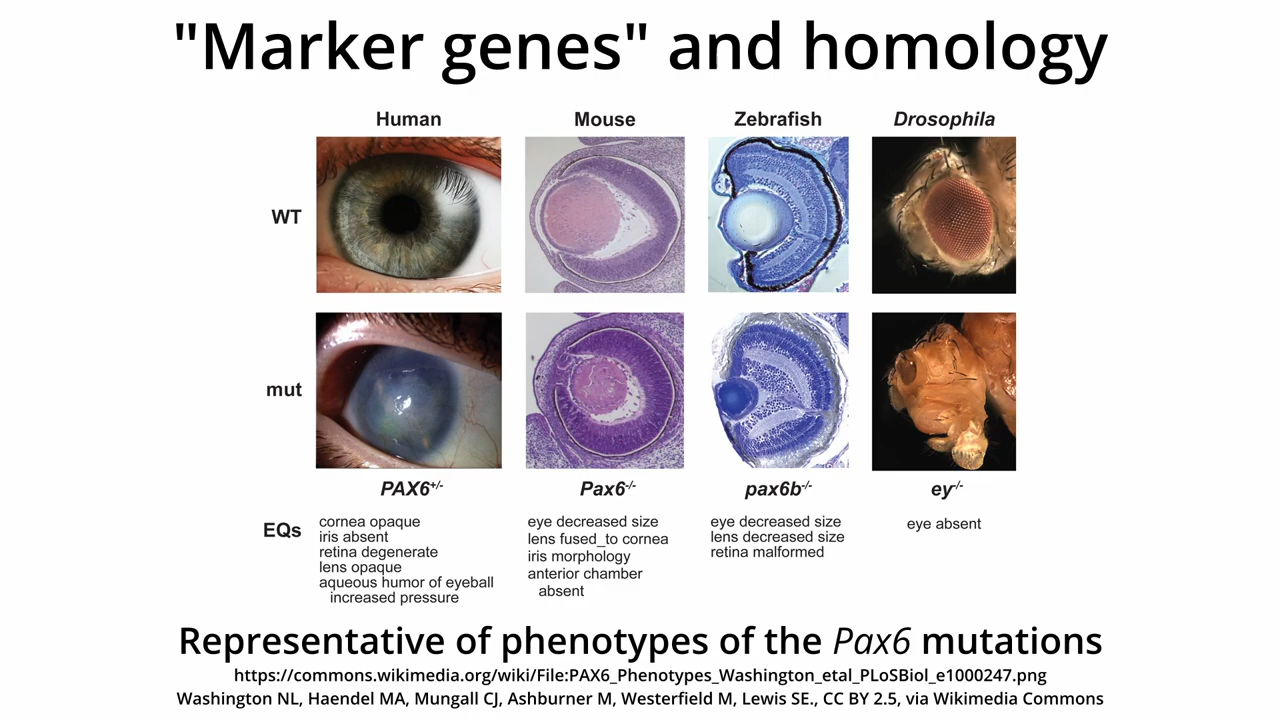 "Marker genes" and homology
Human Mouse Zebrafish Drosophila
WT
mut
PAX6+/- Pax6-/- pax6b-/- ey-/-
EQs
cornea opaque
iris absent
retina degenerate
lens opaque
aqueous humor of eyeball
increased pressure
eye decreased size
lens fused_to cornea
iris morphology
anterior chamber
absent
eye decreased size
lens decreased size
retina malformed
eye absent
Representative of phenotypes of the Pax6 mutations
https://commons.wikimedia.org/wiki/File:PAX6_Phenotypes_Washington_etal_PLoSBiol_e1000247.png
Washington NL, Haendel MA, Mungall CJ, Ashburner M, Westerfield M, Lewis SE., CC BY 2.5, via Wikimedia Commons